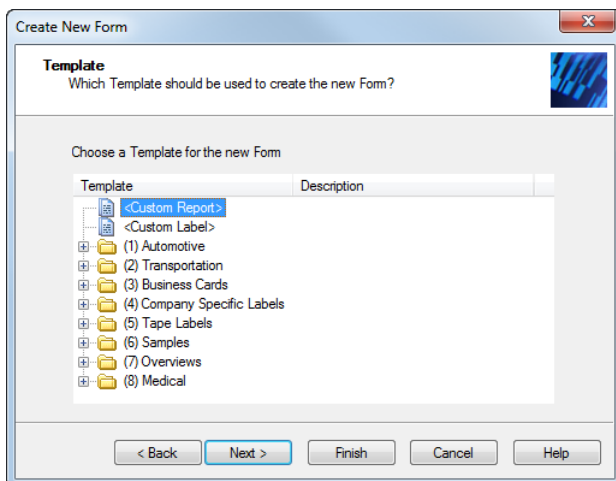 Create New Form
Template
Which Template should be used to create the new Form?
Choose a Template for the new Form
Template Description
<Custom Report>
<Custom Label>
(1) Automotive
(2) Transportation
(3) Business Cards
(4) Company Specific Labels
(5) Tape Labels
(6) Samples
(7) Overviews
(8) Medical
< Back Next > Finish Cancel Help